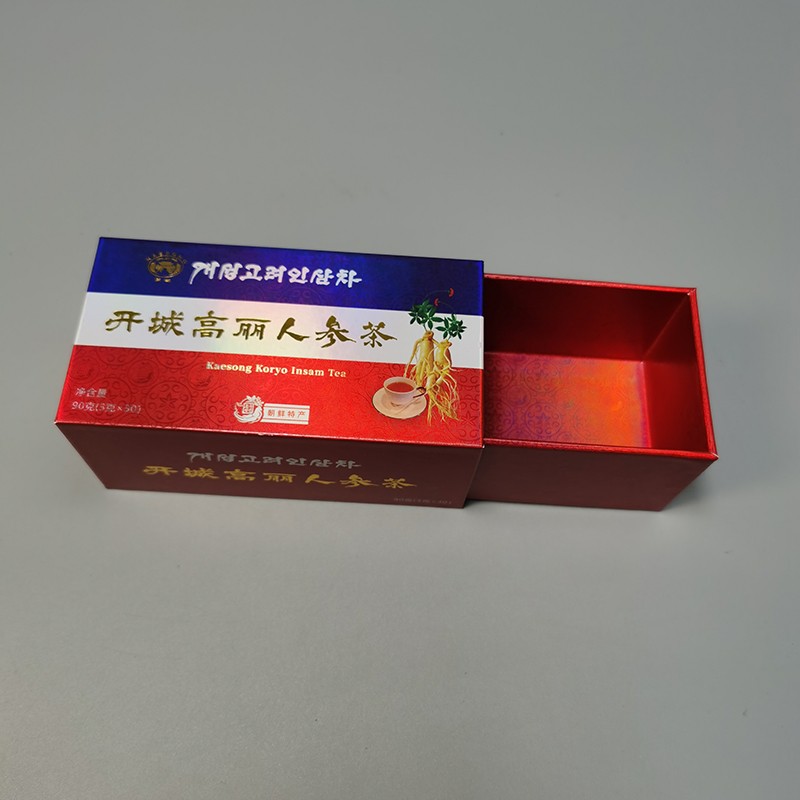 개성고려인삼차
开城高丽人参茶
Kaesong Koryo Insam Tea
净含量
90克(3克×30)
朝鲜特产
개성고려인삼차
开城高丽人参茶